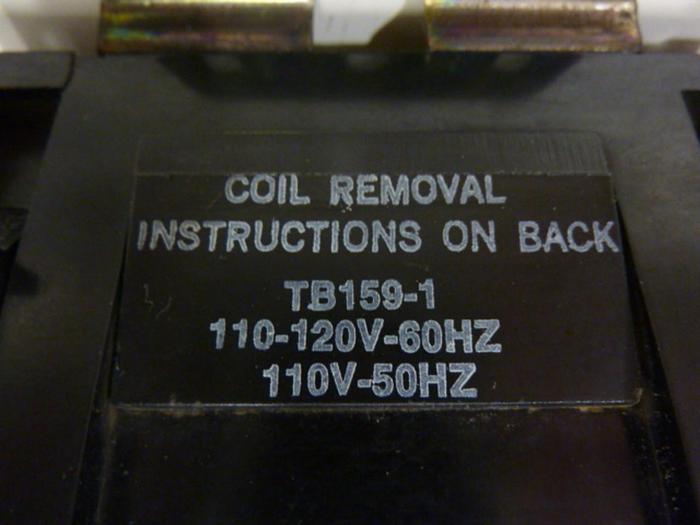 COIL REMOVAL
INSTRUCTIONS ON BACK
TB159-1
110-120V-60HZ
110V-50HZ